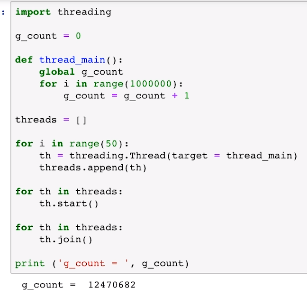 : import threading
g_count = 0
def thread_main():
    global g_count
    for i in range(1000000):
        g_count = g_count + 1
threads = []
for i in range(50):
    th = threading.Thread(target = thread_main)
    threads.append(th)
for th in threads:
    th.start()
for th in threads:
    th.join()
print ('g_count = ', g_count)
g_count =  12470682